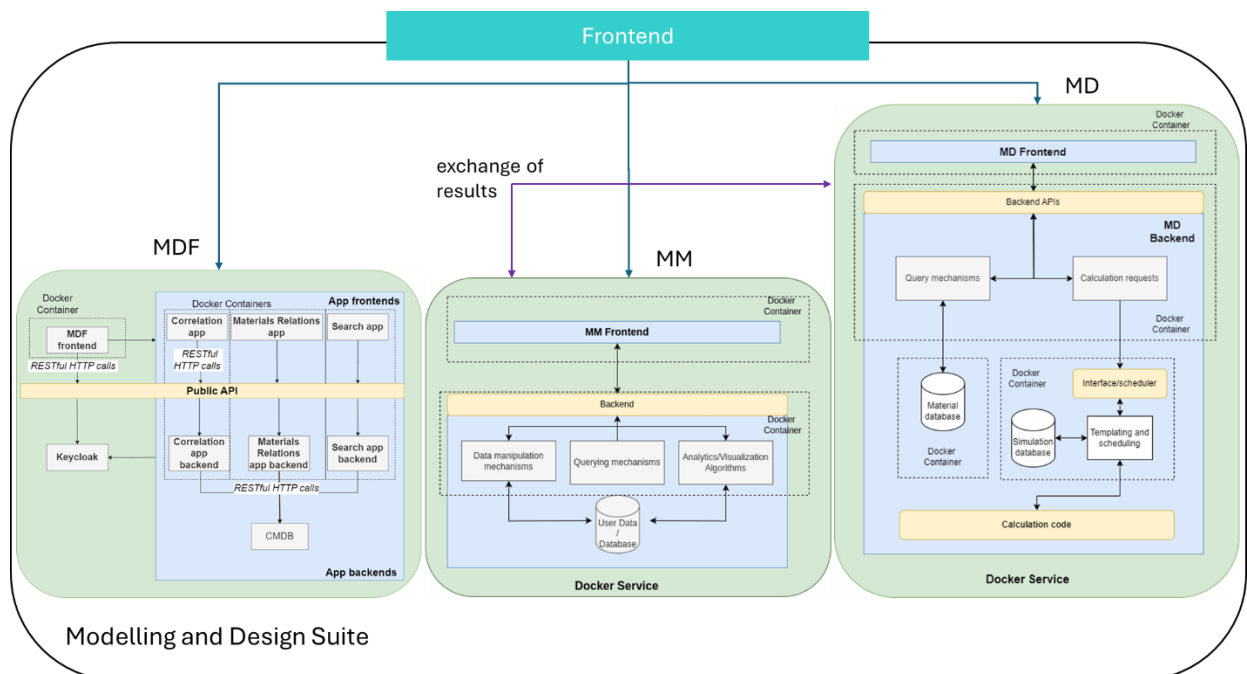 Frontend
MD
exchange of
results
MDF
MM
Docker
Container
MD Frontend
Backend APIs
MD
Backend
Query mechanisms
Calculation requests
Docker
Container
Docker
Container
Interface/scheduler
Material
database
Simulation
database
Templating and
scheduling
Docker
Container
Calculation code
Docker Service
Docker
Container
MDF
frontend
RESTful HTTP calls
Docker Containers
App frontends
Correlation
app
Materials Relations
app
Search app
RESTful
HTTP calls
Public API
Keycloak
Correlation
app
backend
Materials
Relations
app backend
Search app
backend
RESTful HTTP calls
CMDB
App backends
Docker
Container
MM Frontend
Backend
Docker
Container
Data manipulation
mechanisms
Querying mechanisms
Analytics/Visualization
Algorithms
User Data
/
Database
Docker Service
Modelling and Design Suite